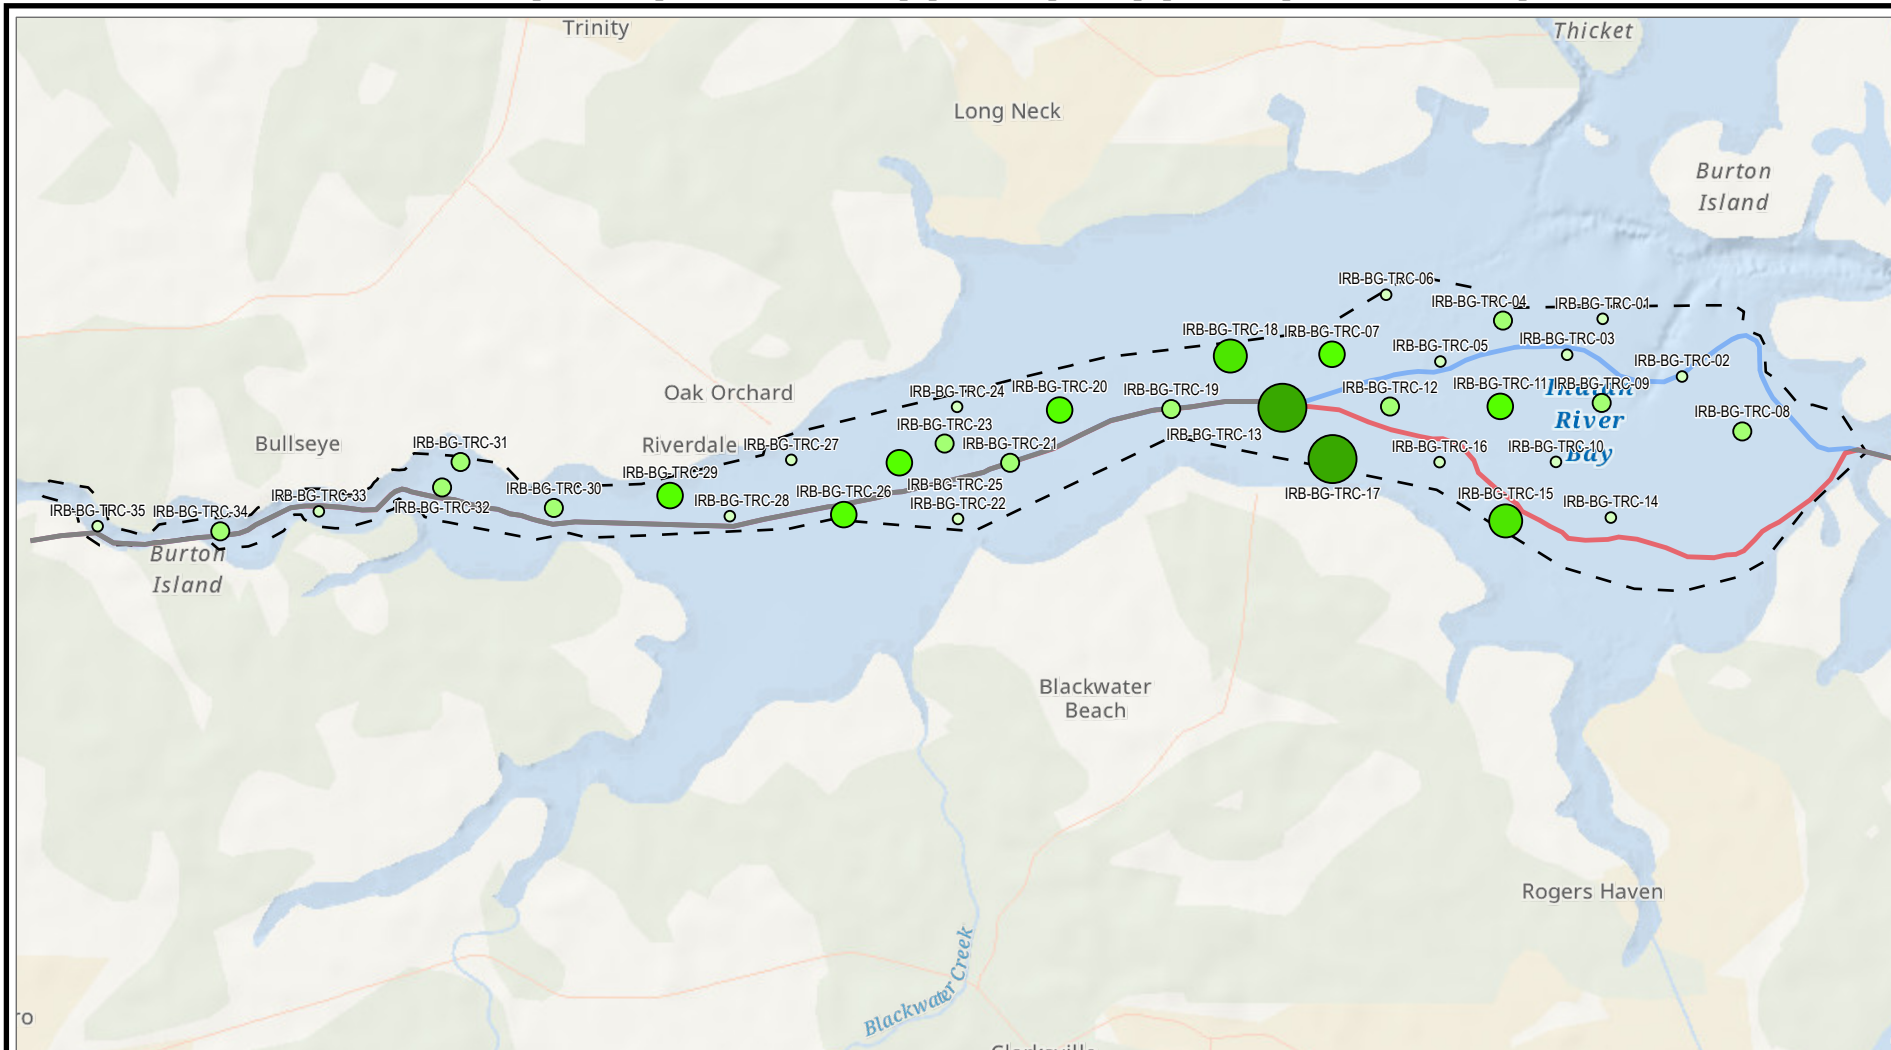 Trinity
Thicket
Long Neck
Burton
Island
IRB-BG-TRC-06
IRB-BG-TRC-04
IRB-BG-TRC-01
IRB-BG-TRC-18
IRB-BG-TRC-07
IRB-BG-TRC-05
IRB-BG-TRC-03
IRB-BG-TRC-02
Oak Orchard
IRB-BG-TRC-24
IRB-BG-TRC-20
IRB-BG-TRC-19
IRB-BG-TRC-12
IRB-BG-TRC-11
IRB-BG-TRC-09
Indian
River
Bay
IRB-BG-TRC-08
IRB-BG-TRC-23
IRB-BG-TRC-13
Bullseye
IRB-BG-TRC-31
Riverdale
IRB-BG-TRC-27
IRB-BG-TRC-21
IRB-BG-TRC-16
IRB-BG-TRC-10
IRB-BG-TRC-29
IRB-BG-TRC-25
IRB-BG-TRC-30
IRB-BG-TRC-26
IRB-BG-TRC-17
IRB-BG-TRC-15
IRB-BG-TRC-33
IRB-BG-TRC-28
IRB-BG-TRC-22
IRB-BG-TRC-14
IRB-BG-TRC-35
IRB-BG-TRC-34
IRB-BG-TRC-32
Burton
Island
Blackwater
Beach
Rogers Haven
Blackwater Creek
ro